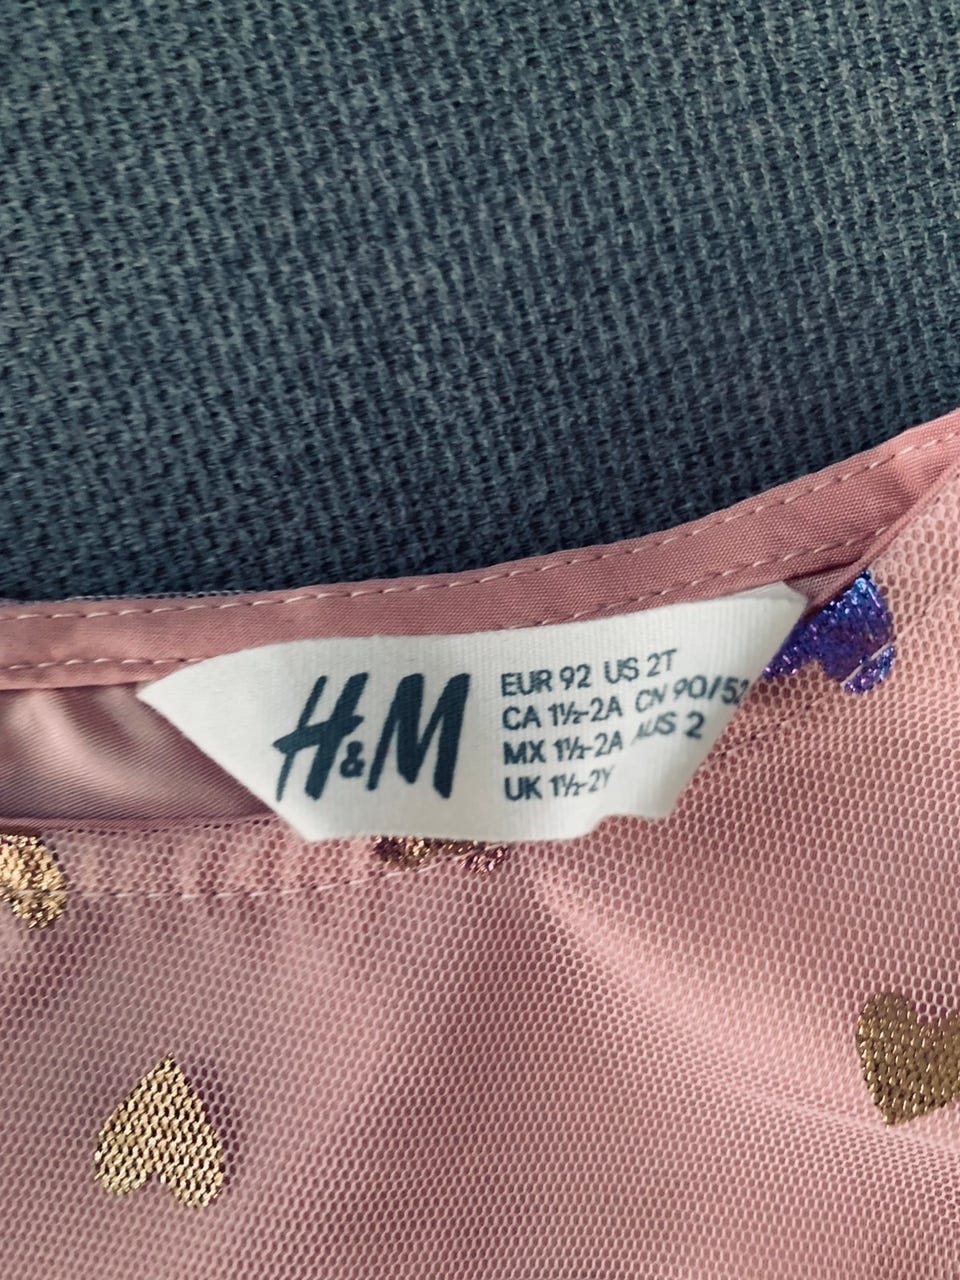 H&M
EUR 92 US 2T
CA 1½-2A CN 90/52
MX 1½-2A AUS 2
UK 1½-2Y